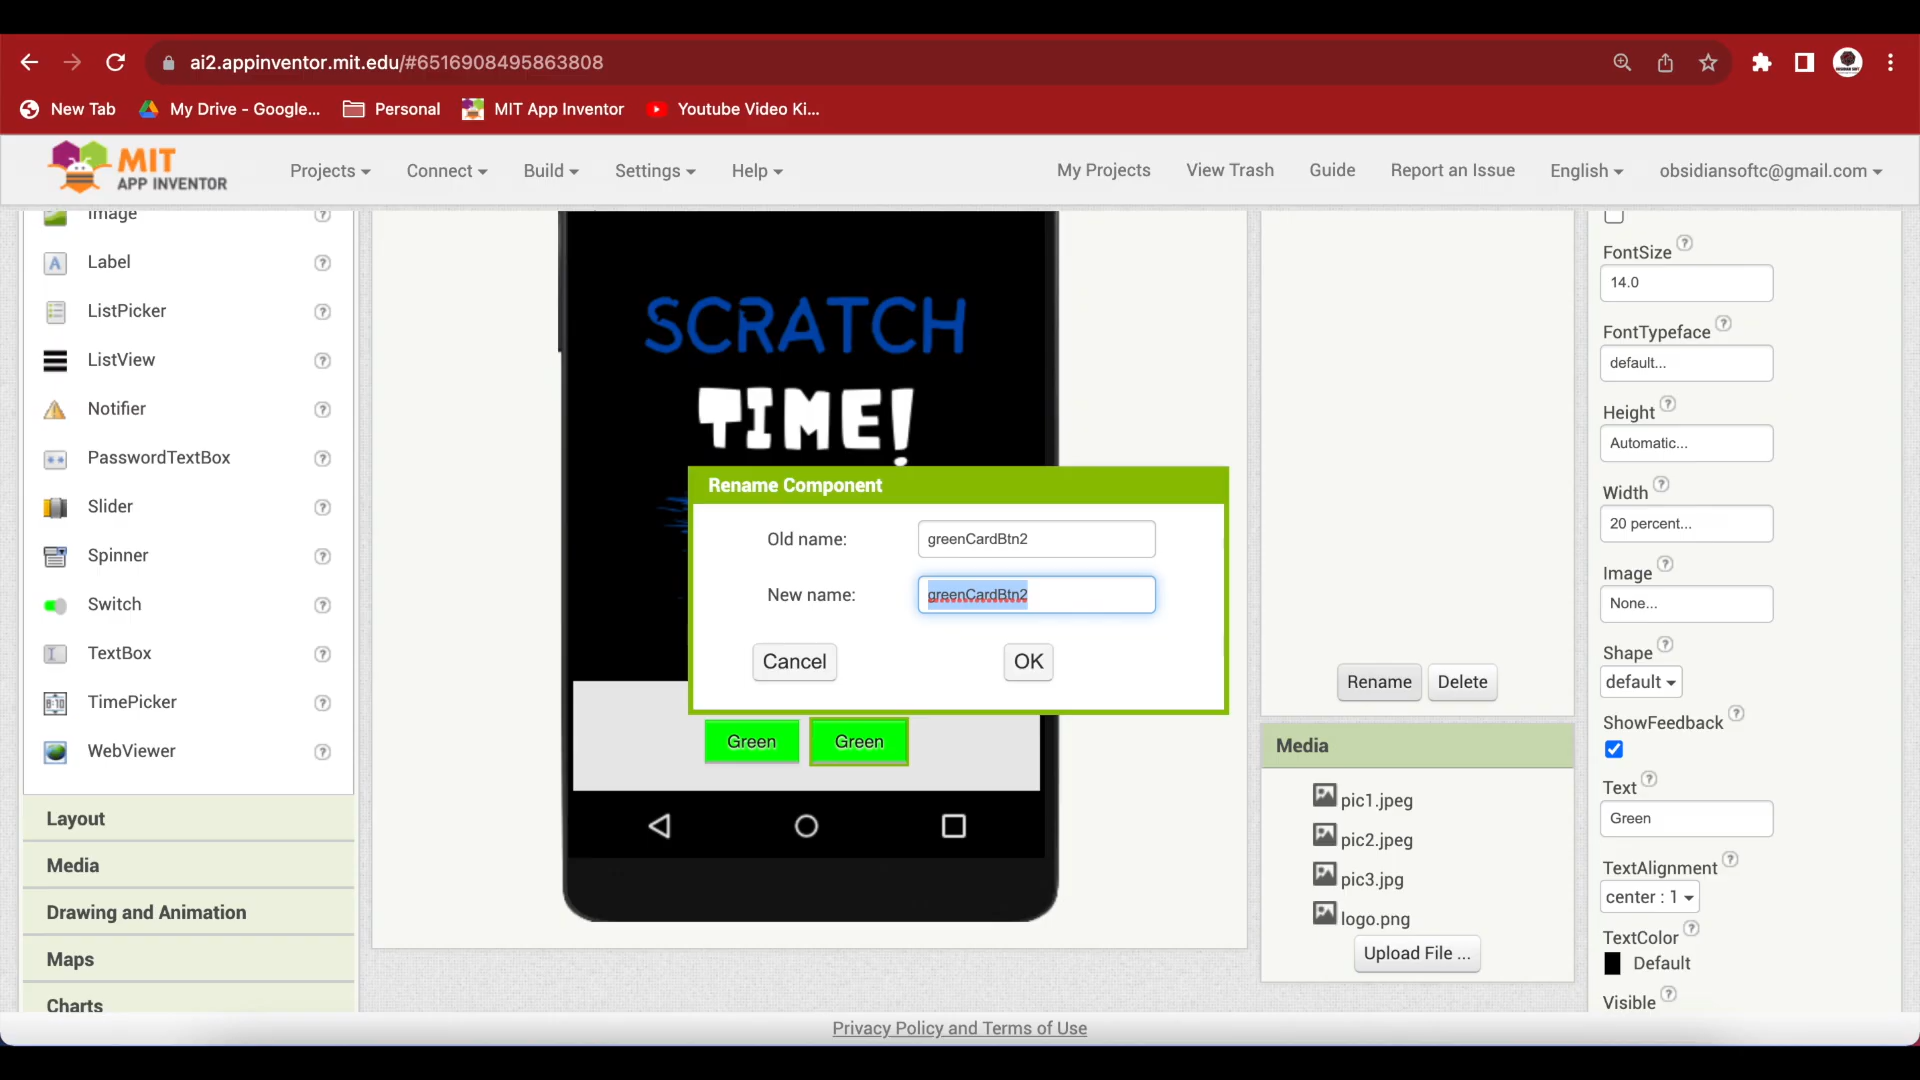 ai2.appinventor.mit.edu/#6516908495863808
New Tab
My Drive - Google...
Personal
MIT App Inventor
Youtube Video Ki...
MIT
APP INVENTOR
Projects
Connect
Build
Settings
Help
My Projects
View Trash
Guide
Report an Issue
English
obsidiansoftc@gmail.com
Image
Label
ListPicker
ListView
Notifier
PasswordTextBox
Slider
Spinner
Switch
TextBox
TimePicker
WebViewer
Layout
Media
Drawing and Animation
Maps
Charts
SCRATCH
TIME!
Rename Component
Old name:
greenCardBtn2
New name:
greenCardBtn2
Cancel
OK
Green
Green
Rename
Delete
Media
pic1.jpeg
pic2.jpeg
pic3.jpg
logo.png
Upload File ...
FontSize
14.0
FontTypeface
default...
Height
Automatic...
Width
20 percent...
Image
None...
Shape
default
ShowFeedback
Text
Green
TextAlignment
center : 1
TextColor
Default
Visible
Privacy Policy and Terms of Use